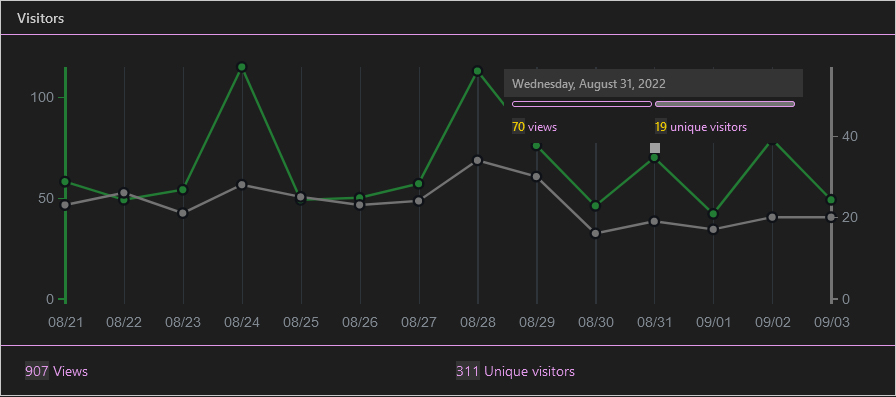 Visitors
Wednesday, August 31, 2022
70 views 19 unique visitors
100
50
0
40
20
0
08/21 08/22 08/23 08/24 08/25 08/26 08/27 08/28 08/29 08/30 08/31 09/01 09/02 09/03
907 Views 311 Unique visitors